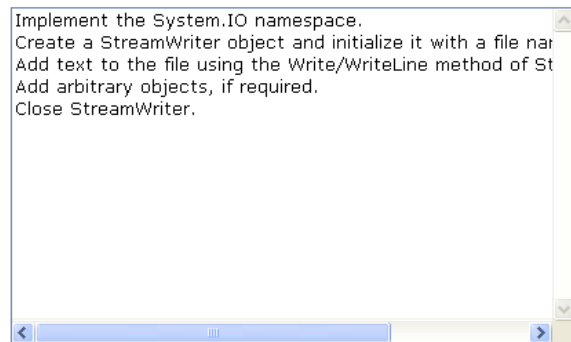 Implement the System.IO namespace.
Create a StreamWriter object and initialize it with a file
Add text to the file using the Write/WriteLine method of
Add arbitrary objects, if required.
Close StreamWriter.